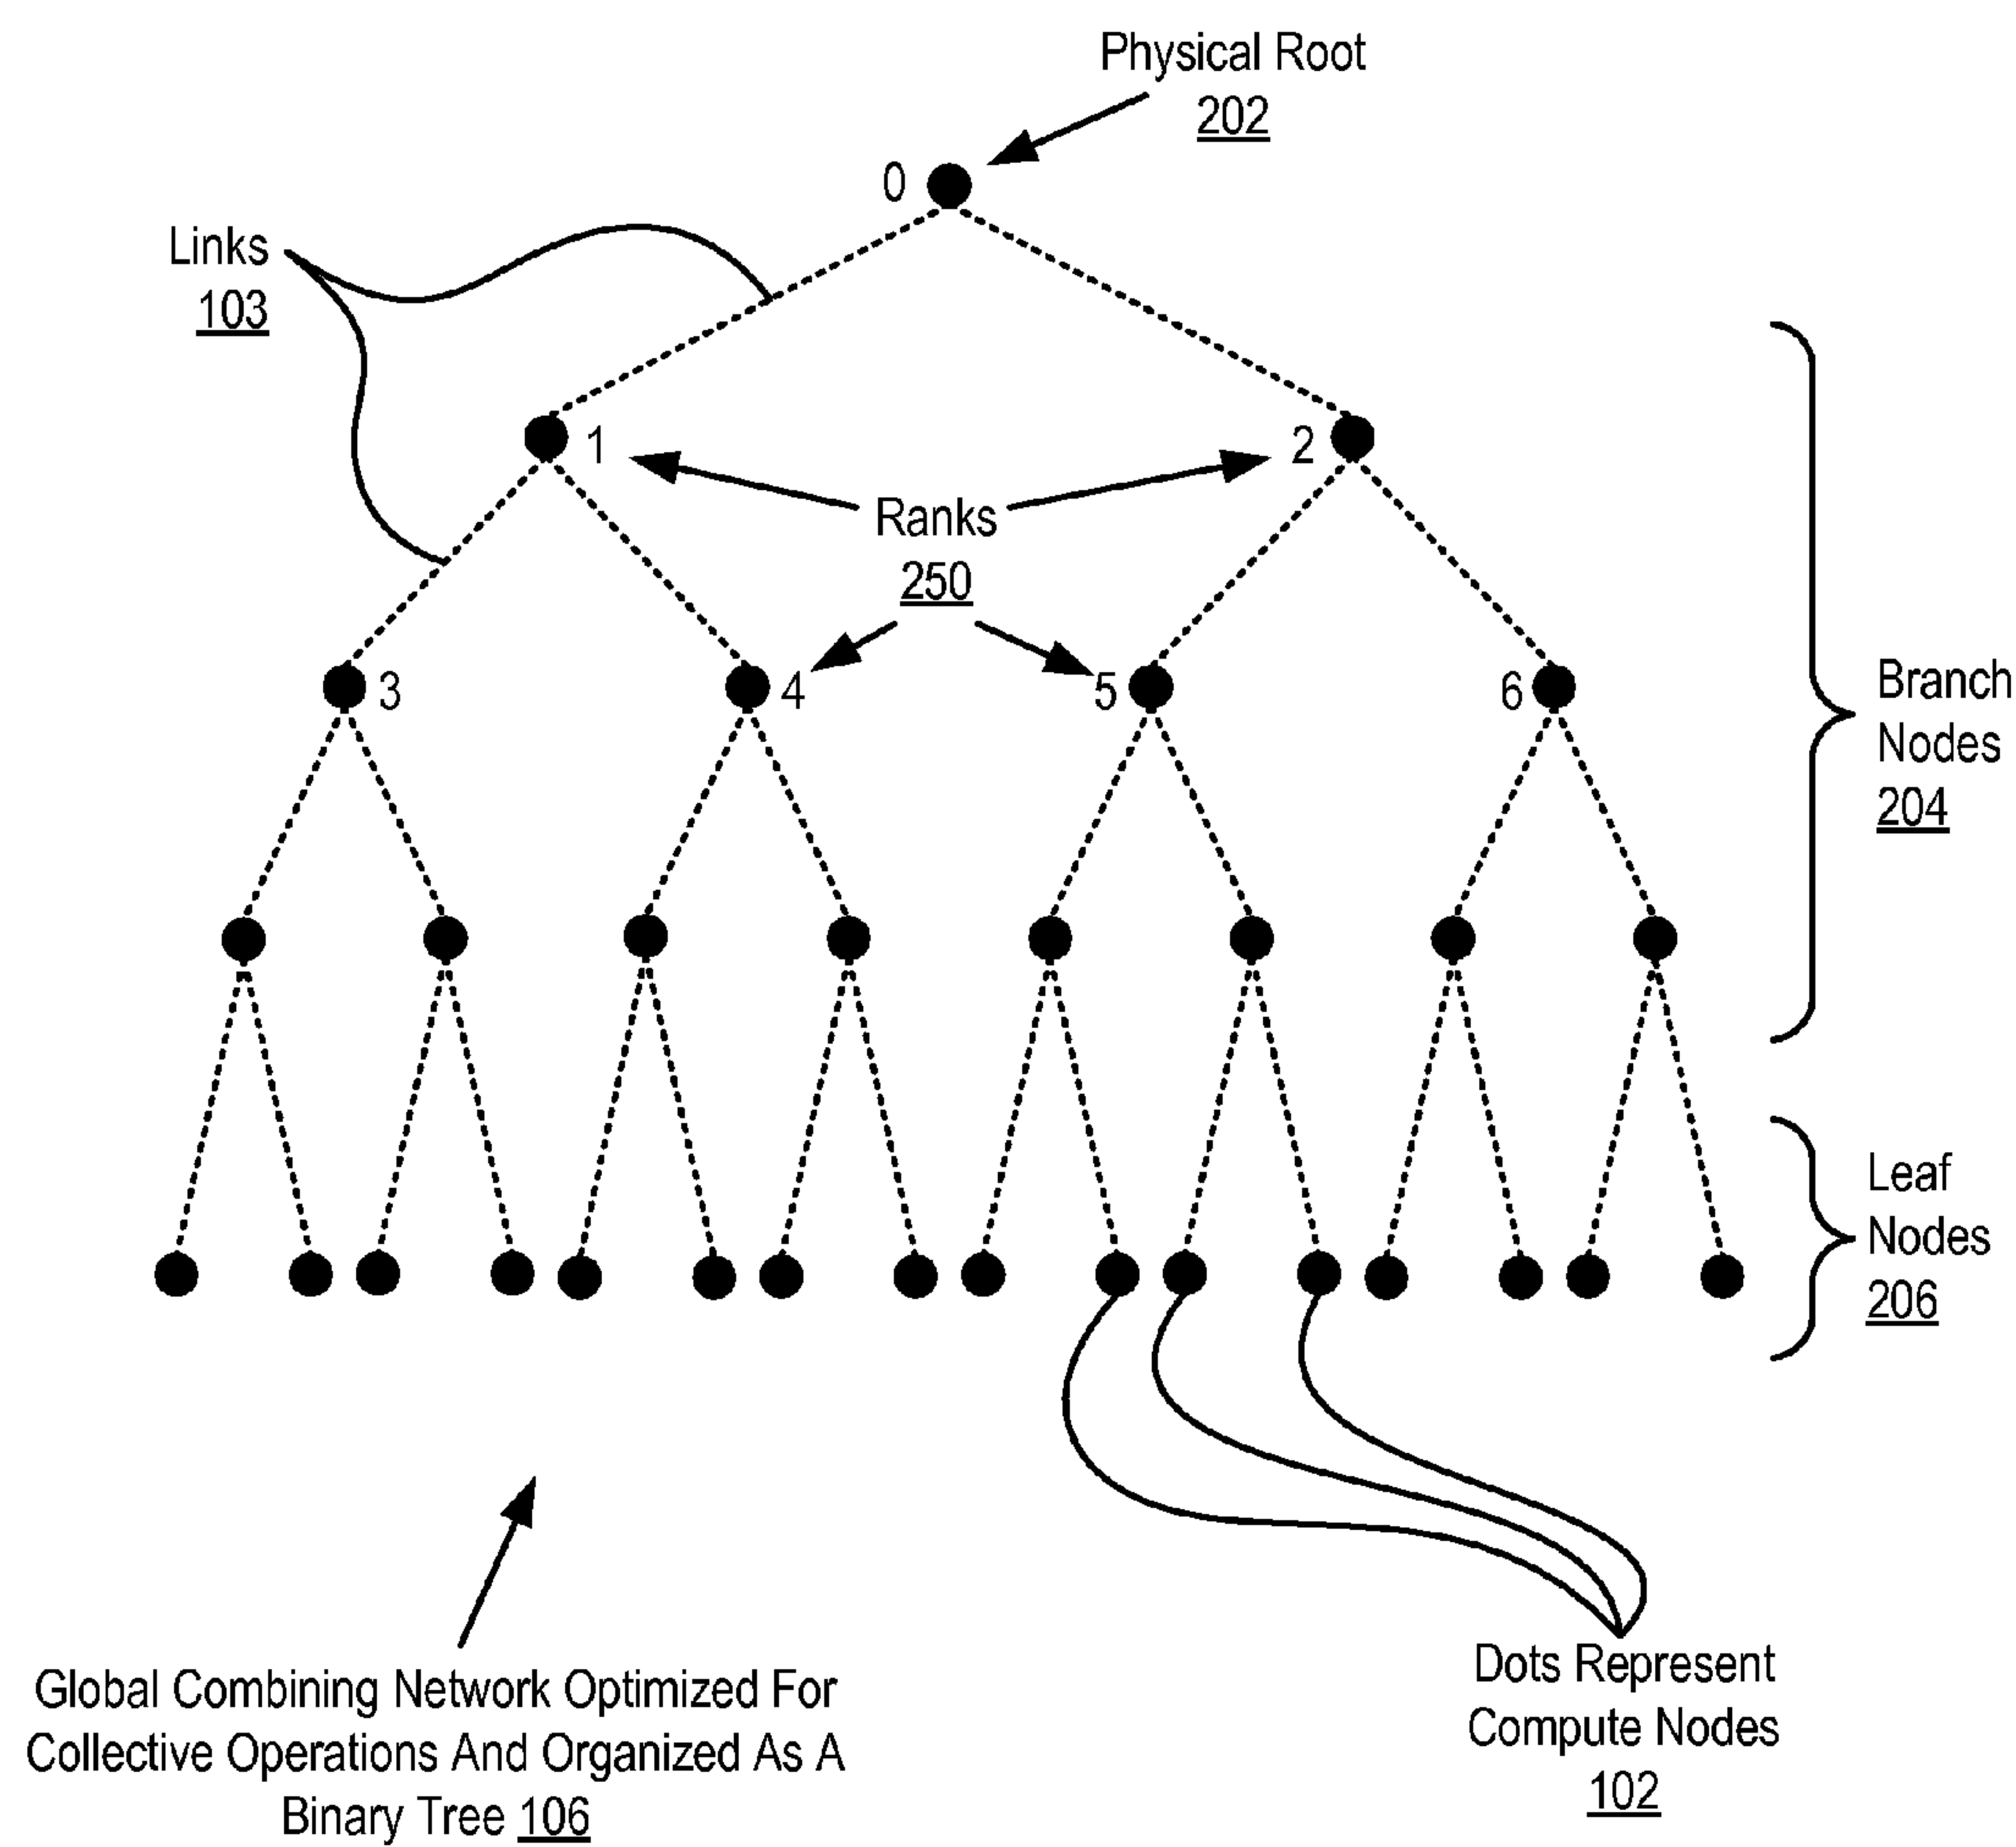 Physical Root
202
0
Links
103
1
2
Ranks
250
3
4
5
6
Branch
Nodes
204
Leaf
Nodes
206
Global Combining Network Optimized For
Collective Operations And Organized As A
Binary Tree 106
Dots Represent
Compute Nodes
102